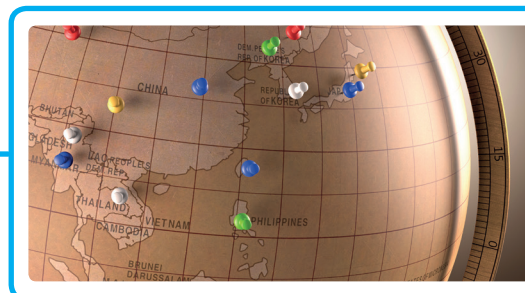 DEM. PEOPLE'S
REP. OF KOREA
CHINA
REPUBLIC
OF KOREA
BHUTAN
MYANMAR
LAO PEOPLE'S
DEM. REP.
THAILAND
VIETNAM
CAMBODIA
PHILIPPINES
BRUNEI
DARUSSALAM
30
15
0